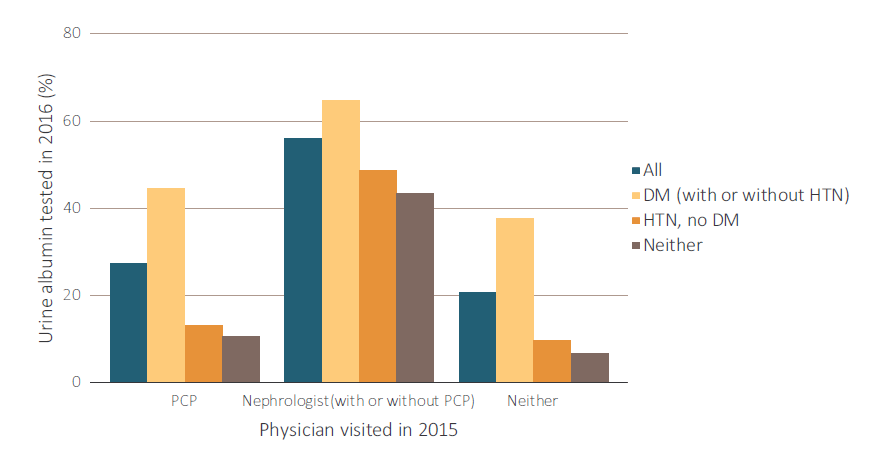 80
60
40
20
0
Urine albumin tested in 2016 (%)
PCP
Nephrologist(with or without PCP)
Neither
Physician visited in 2015
All
DM (with or without HTN)
HTN, no DM
Neither